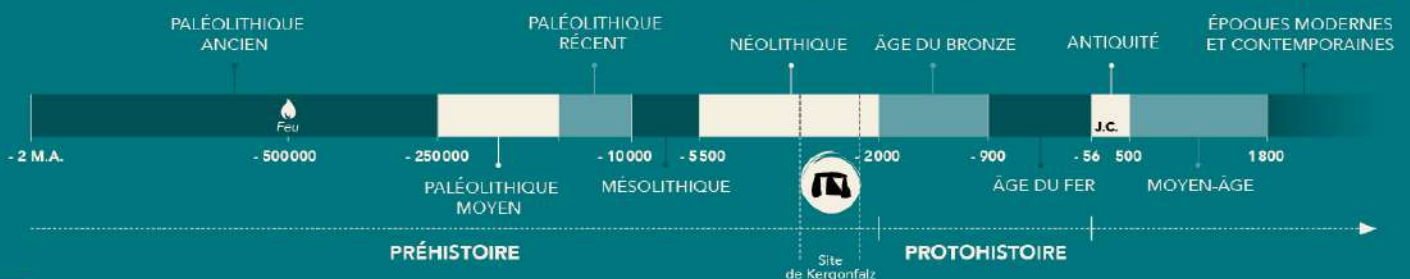 PALÉOLITHIQUE
ANCIEN
PALÉOLITHIQUE
RÉCENT
NÉOLITHIQUE
ÂGE DU BRONZE
ANTIQUITÉ
ÉPOQUES MODERNES
ET CONTEMPORAINES
Feu
J.C.
- 2 M.A.
- 500000
- 250000
- 10000
- 5500
- 2000
- 900
- 56
500
1800
PALÉOLITHIQUE
MOYEN
MÉSOLITHIQUE
ÂGE DU FER
MOYEN-ÂGE
PRÉHISTOIRE
PROTOHISTOIRE
Site
de Kergonfalz